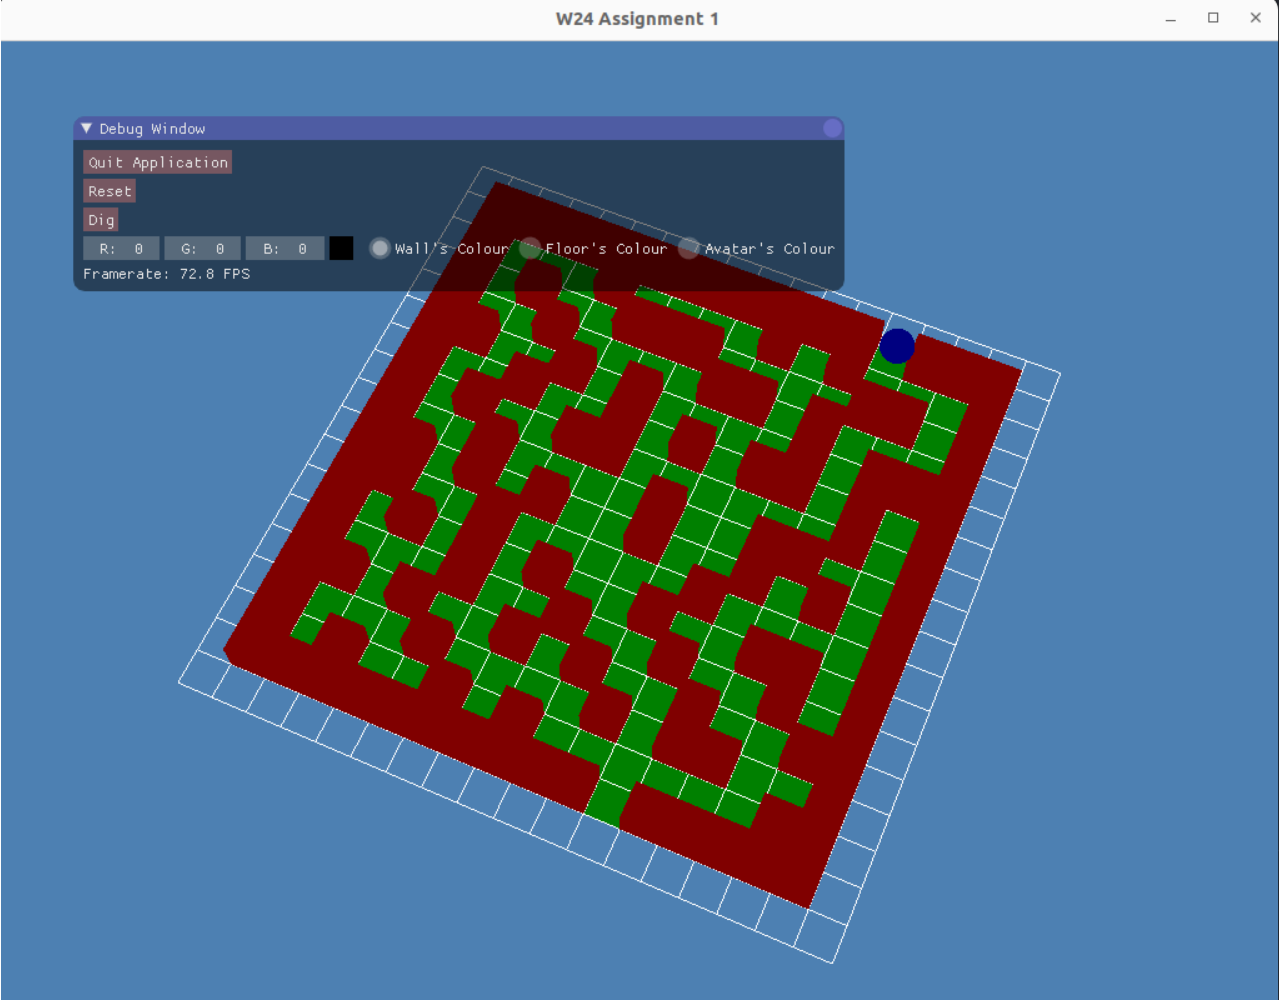 W24 Assignment 1
Debug Window
Quit Application
Reset
Dig
R: 0 G: 0 B: 0 Wall's Colour Floor's Colour Avatar's Colour
Framerate: 72.8 FPS